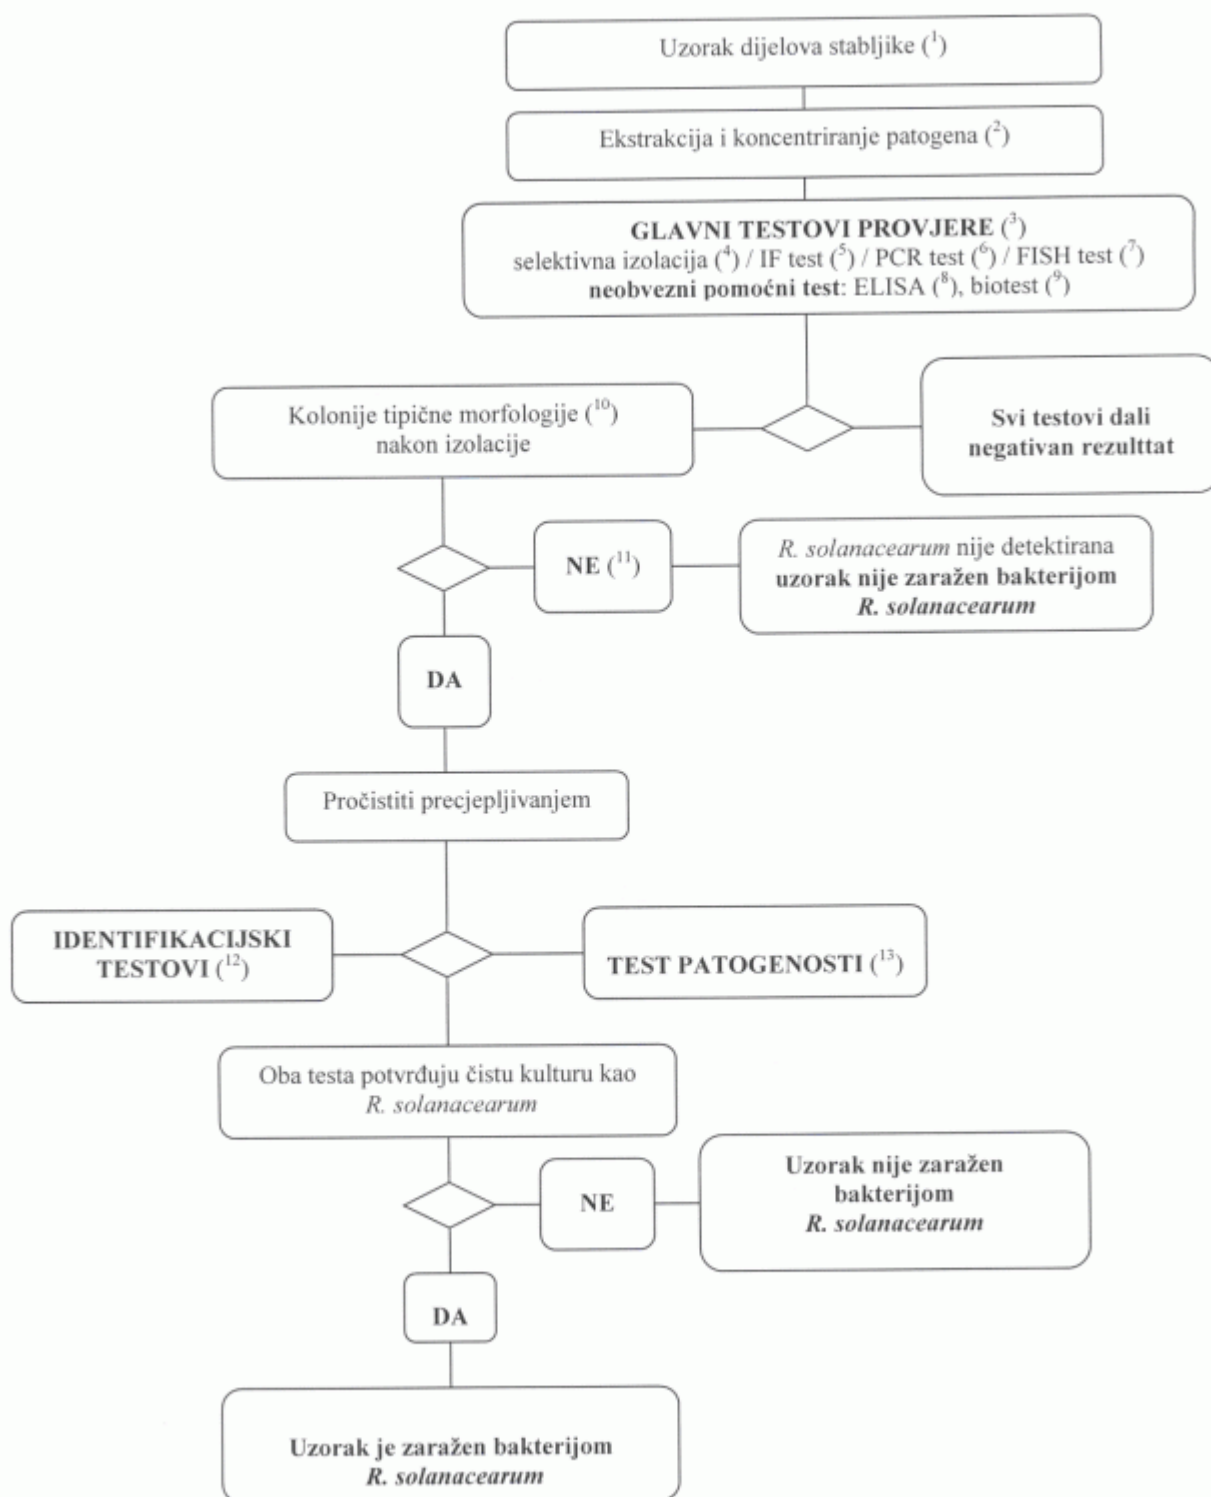 Uzorak dijelova stabljike (1)
Ekstrakcija i koncentriranje patogena (2)
GLAVNI TESTOVI PROVJERE (3)
selektivna izolacija (4) / IF test (5) / PCR test (6) / FISH test (7)
neobvezni pomoćni test: ELISA (8), biotest (9)
Kolonije tipične morfologije (10)
nakon izolacije
Svi testovi dali
negativan rezulttat
NE (11)
R. solanacearum nije detektirana
uzorak nije zaražen bakterijom
R. solanacearum
DA
Pročistiti precjepljivanjem
IDENTIFIKACIJSKI
TESTOVI (12)
TEST PATOGENOSTI (13)
Oba testa potvrđuju čistu kulturu kao
R. solanacearum
NE
Uzorak nije zaražen
bakterijom
R. solanacearum
DA
Uzorak je zaražen bakterijom
R. solanacearum